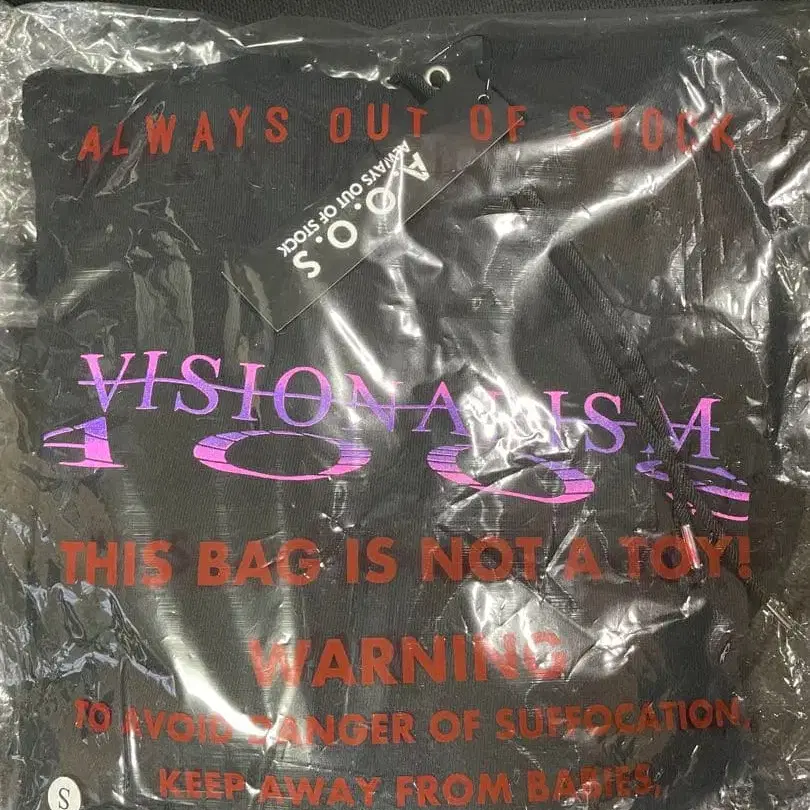 ALWAYS OUT OF STOCK
A.O.O.S
ALWAYS OUT OF STOCK
VISIONALISM
AOOS
THIS BAG IS NOT A TOY!
WARNING
TO AVOID DANGER OF SUFFOCATION,
KEEP AWAY FROM BABIES,
S